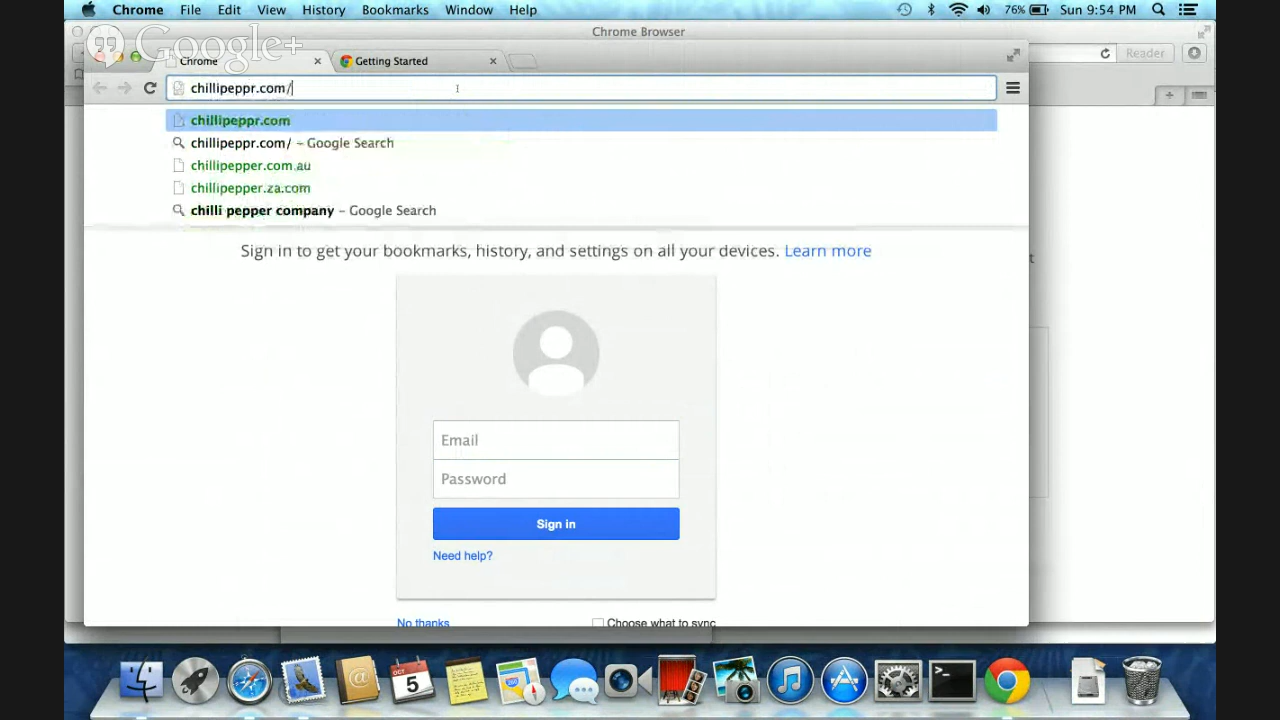 Chrome File Edit View History Bookmarks Window Help 76% Sun 9:54 PM
Chrome Browser
Google+
Chrome Getting Started
Reader
chillipeppr.com/
chillipeppr.com
chillipeppr.com/ – Google Search
chillipepper.com.au
chillipepper.za.com
chilli pepper company – Google Search
Sign in to get your bookmarks, history, and settings on all your devices. Learn more
Email
Password
Sign in
Need help?
No thanks Choose what to sync
OCT
5